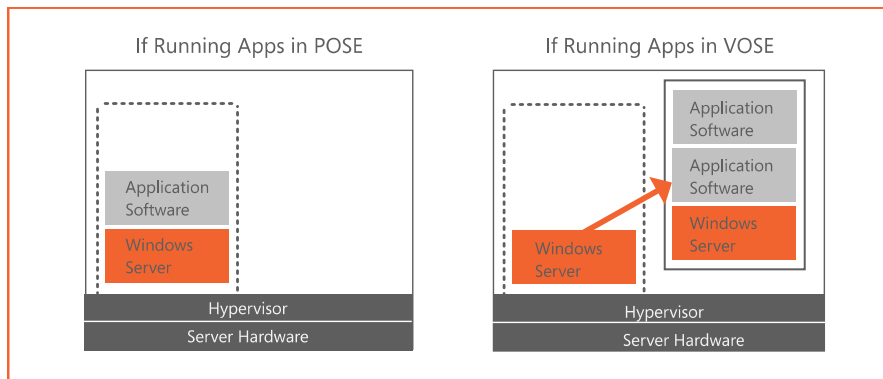 If Running Apps in POSE
Application
Software
Windows
Server
Hypervisor
Server Hardware
If Running Apps in VOSE
Windows
Server
Application
Software
Application
Software
Windows
Server
Hypervisor
Server Hardware